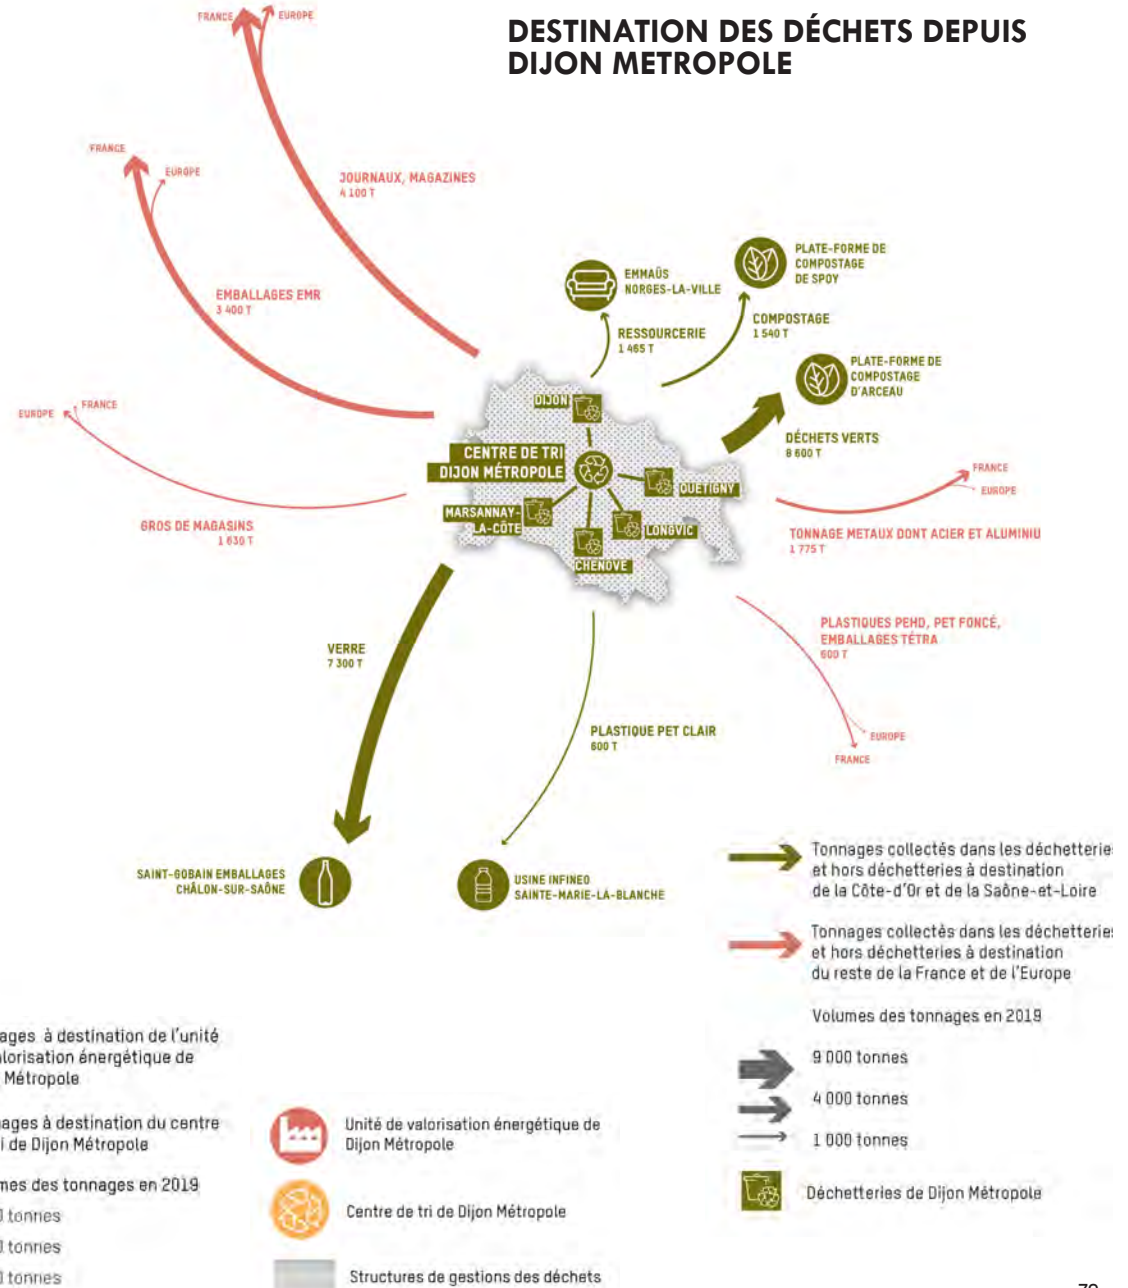 DESTINATION DES DÉCHETS DEPUIS
DIJON METROPOLE
FRANCE
EUROPE
FRANCE
EUROPE
JOURNAUX, MAGAZINES
4 100 T
EMBALLAGES EMR
3 400 T
EMMAÜS
NORGES-LA-VILLE
PLATE-FORME DE
COMPOSTAGE
DE SPOY
RESSOURCERIE
1 465 T
COMPOSTAGE
1 540 T
PLATE-FORME DE
COMPOSTAGE
D'ARCEAU
EUROPE
FRANCE
DIJON
DÉCHETS VERTS
8 600 T
CENTRE DE TRI
DIJON MÉTROPOLE
QUETIGNY
FRANCE
EUROPE
GROS DE MAGASINS
1 630 T
MARSANNAY-
LA-CÔTE
LONGVIC
CHENOVE
TONNAGE METAUX DONT ACIER ET ALUMINIU
1 775 T
VERRE
7 300 T
PLASTIQUES PEHD, PET FONCÉ,
EMBALLAGES TÉTRA
600 T
PLASTIQUE PET CLAIR
600 T
EUROPE
FRANCE
SAINT-GOBAIN EMBALLAGES
CHÂLON-SUR-SAÔNE
USINE INFINEO
SAINTE-MARIE-LA-BLANCHE
Tonnages collectés dans les déchetterie
et hors déchetteries à destination
de la Côte-d'Or et de la Saône-et-Loire
Tonnages collectés dans les déchetterie
et hors déchetteries à destination
du reste de la France et de l'Europe
Volumes des tonnages en 2019
9 000 tonnes
4 000 tonnes
1 000 tonnes
Déchetteries de Dijon Métropole
ages à destination de l'unité
alorisation énergétique de
Métropole
ages à destination du centre
ri de Dijon Métropole
mes des tonnages en 2019
tonnes
tonnes
tonnes
Unité de valorisation énergétique de
Dijon Métropole
Centre de tri de Dijon Métropole
Structures de gestions des déchets